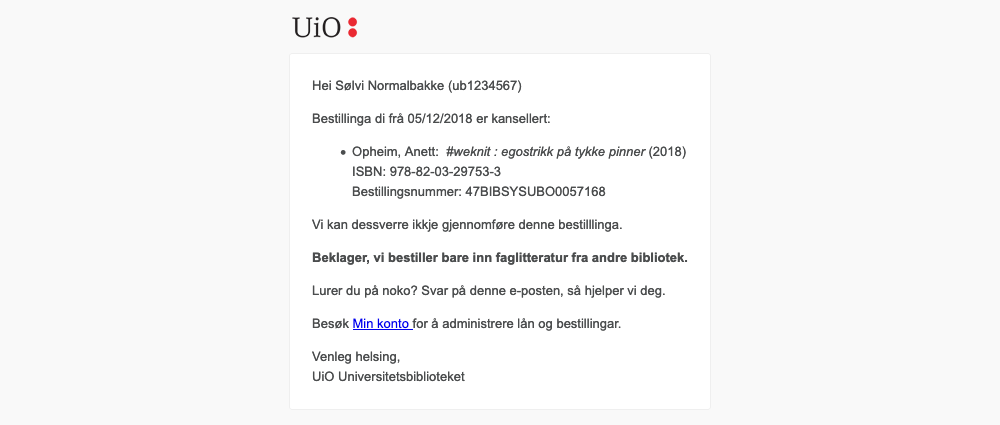 UiO
Hei Sølvi Normalbakke (ub1234567)
Bestillinga di frå 05/12/2018 er kansellert:
• Opheim, Anett:  #weknit : egostrikk på tykke pinner (2018)
ISBN: 978-82-03-29753-3
Bestillingsnummer: 47BIBSYSUBO0057168
Vi kan dessverre ikkje gjennomføre denne bestilllinga.
Beklager, vi bestiller bare inn faglitteratur fra andre bibliotek.
Lurer du på noko? Svar på denne e-posten, så hjelper vi deg.
Besøk Min konto for å administrere lån og bestillingar.
Venleg helsing,
UiO Universitetsbiblioteket